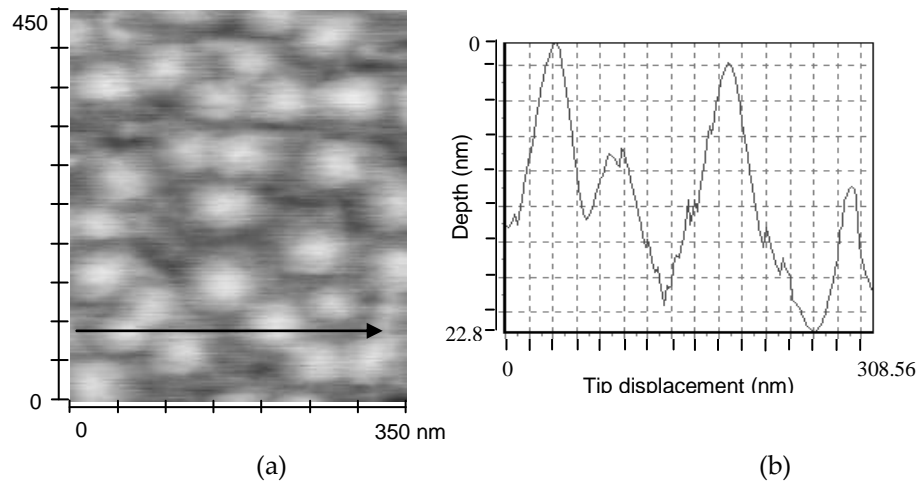 450
0
0
350 nm
(a)
0
Depth (nm)
22.8
0
308.56
Tip displacement (nm)
(b)